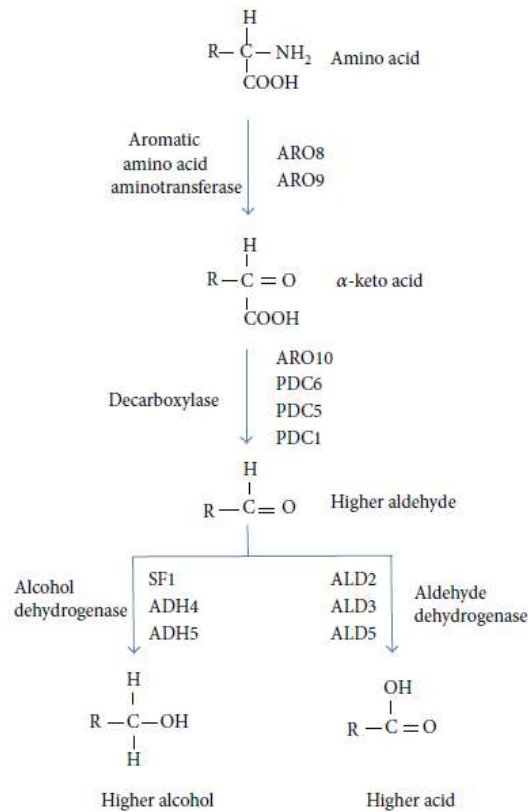 H
R — C — NH2 Amino acid
COOH
Aromatic
amino acid
aminotransferase
ARO8
ARO9
H
R — C = O α-keto acid
COOH
Decarboxylase
ARO10
PDC6
PDC5
PDC1
H
R — C = O Higher aldehyde
Alcohol
dehydrogenase
SF1
ADH4
ADH5
ALD2
ALD3
ALD5
Aldehyde
dehydrogenase
H
R — C — OH
H
OH
R — C = O
Higher alcohol Higher acid